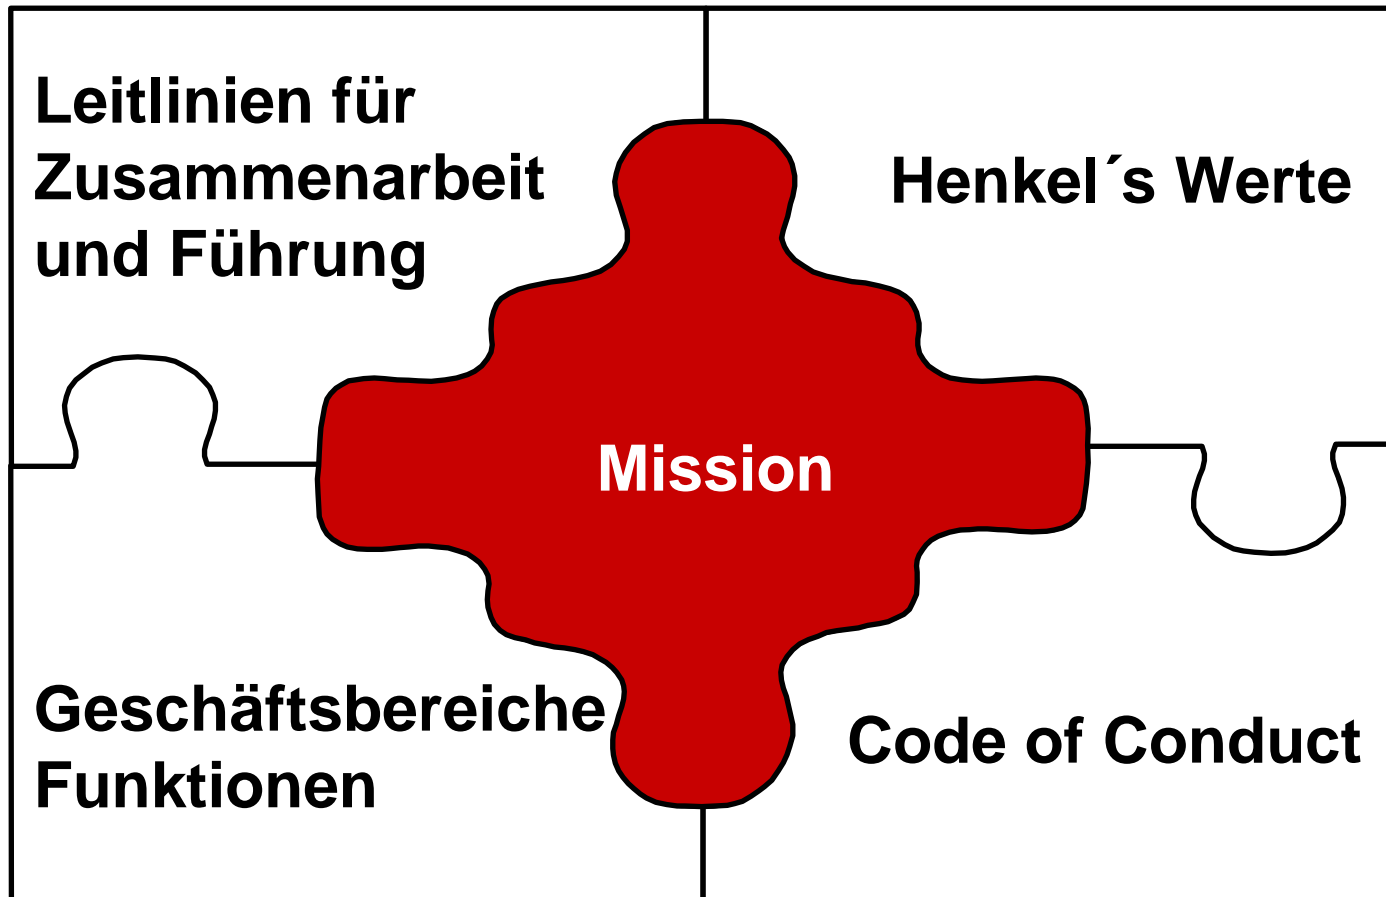 Leitlinien für
Zusammenarbeit
und Führung
Henkel´s Werte
Mission
Geschäftsbereiche
Funktionen
Code of Conduct